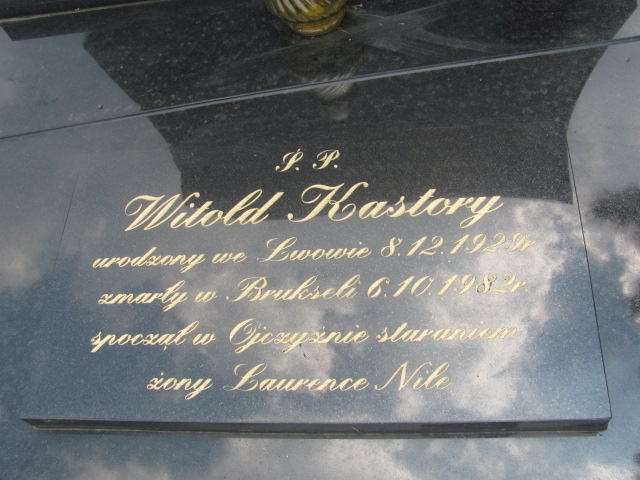 Ś. P.
Witold Kastory
urodzony we Lwowie 8.12.1929r
zmarły w Brukseli 6.10.1982r.
spoczął w Ojczyźnie staraniem
żony Laurence Nile